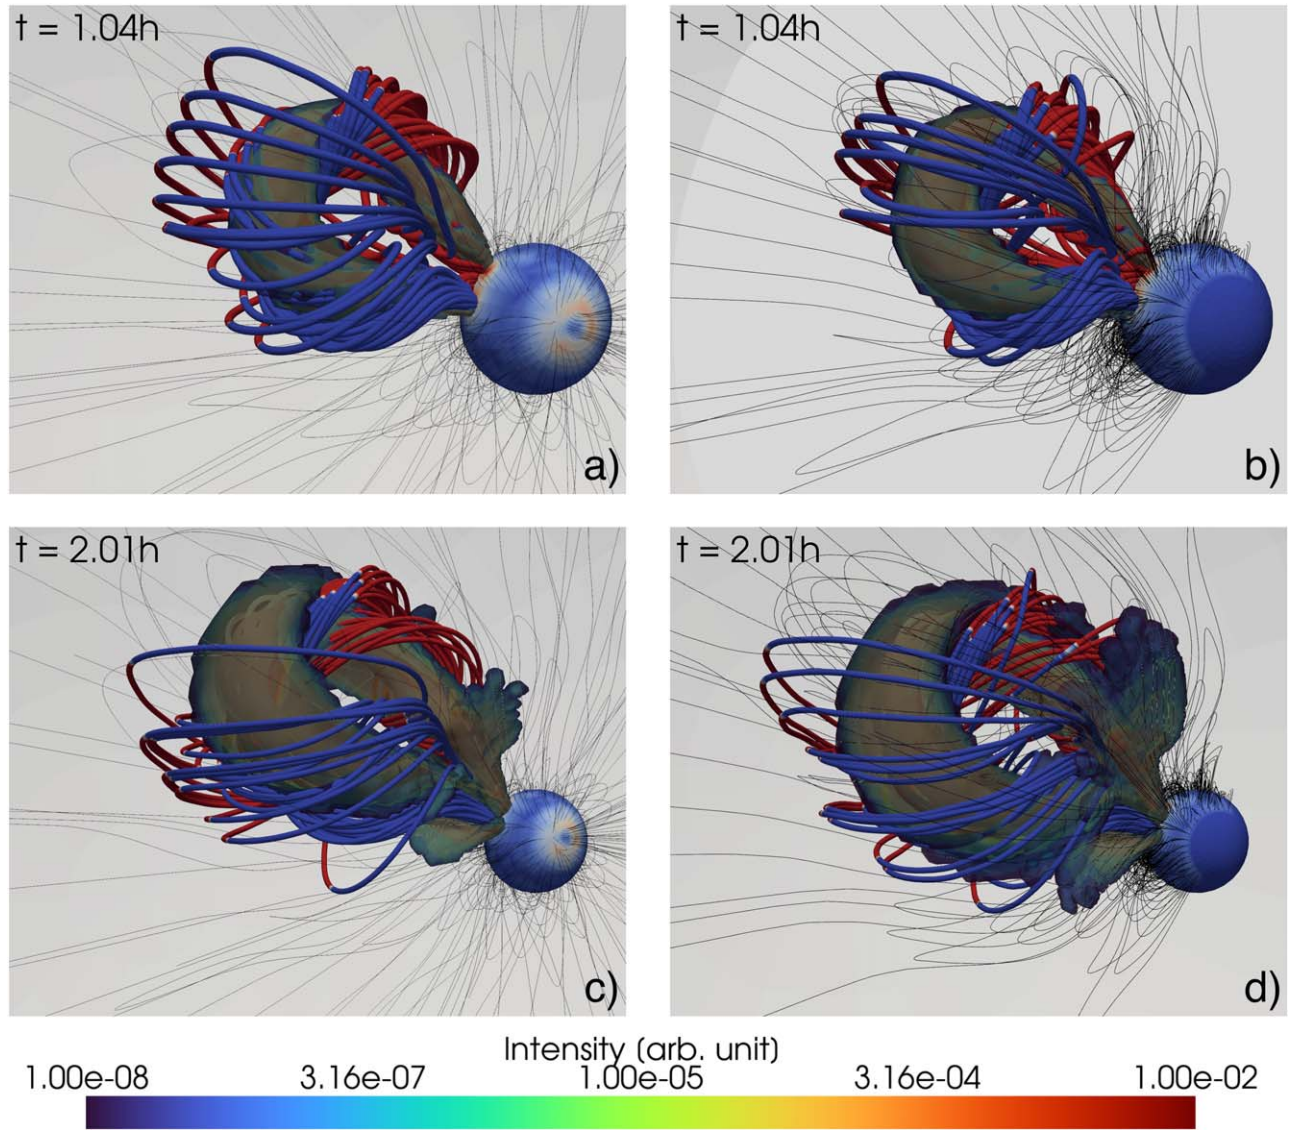 t = 1.04h
a)
t = 1.04h
b)
t = 2.01h
c)
t = 2.01h
d)
Intensity (arb. unit)
1.00e-08 3.16e-07 1.00e-05 3.16e-04 1.00e-02